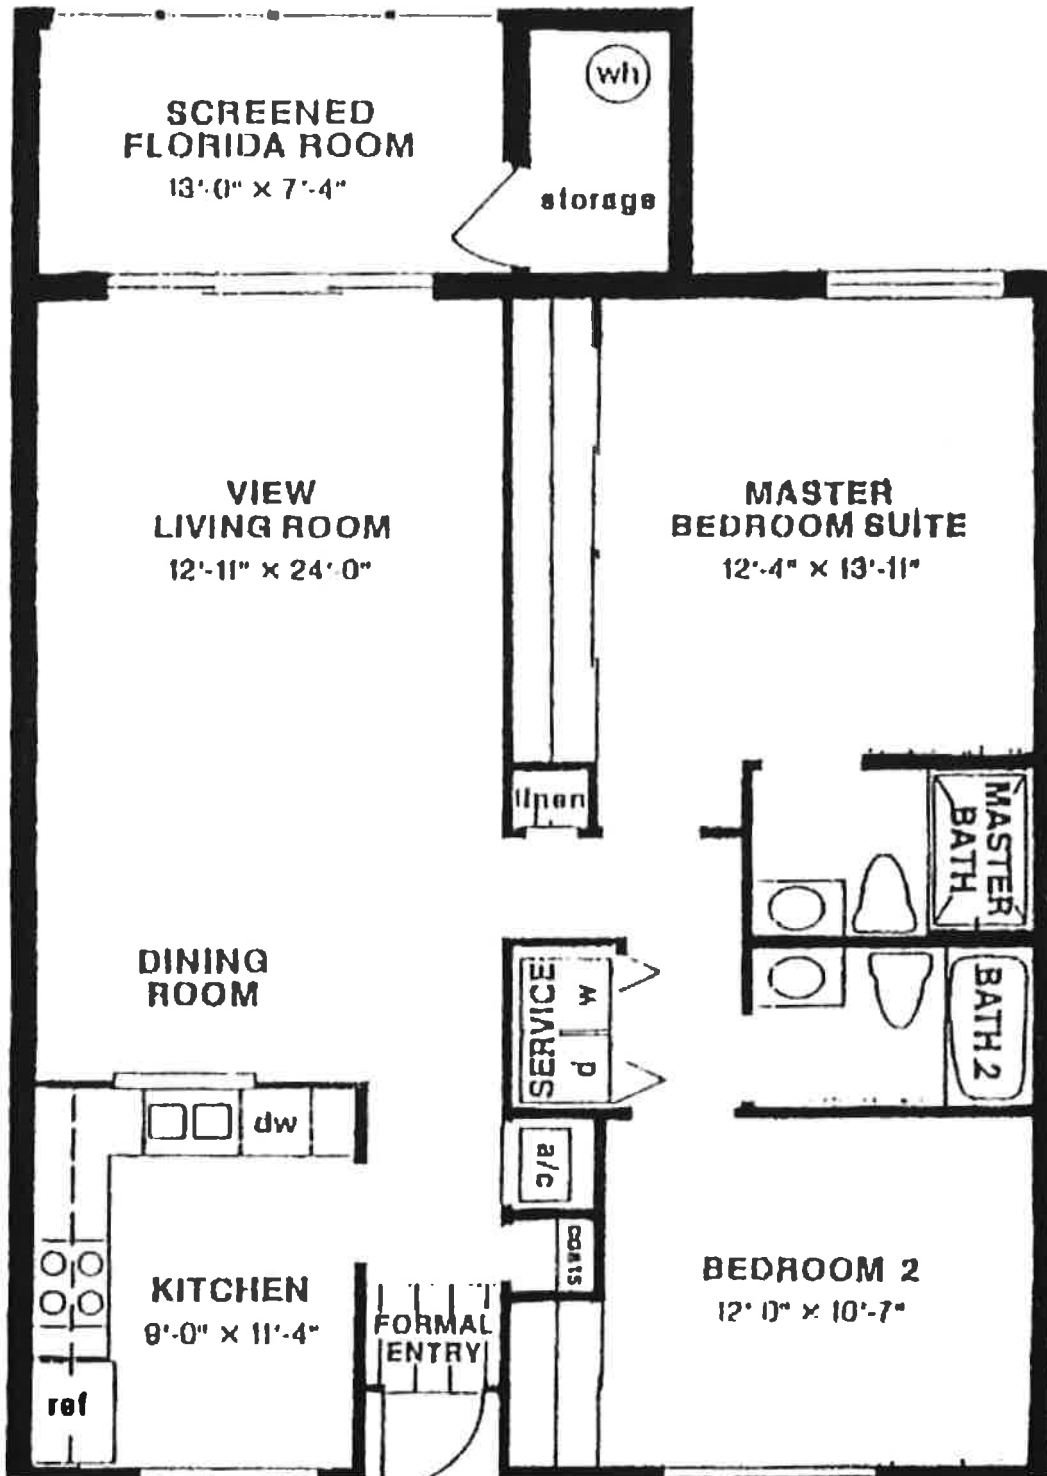 wh
SCREENED
FLORIDA ROOM
13'-0" × 7'-4"
storage
VIEW
LIVING ROOM
12'-11" × 24'-0"
MASTER
BEDROOM SUITE
12'-4" × 13'-11"
linen
MASTER
BATH
DINING
ROOM
SERVICE
W
D
BATH 2
dw
a/c
coats
KITCHEN
9'-0" × 11'-4"
FORMAL
ENTRY
BEDROOM 2
12'-0" × 10'-7"
ref